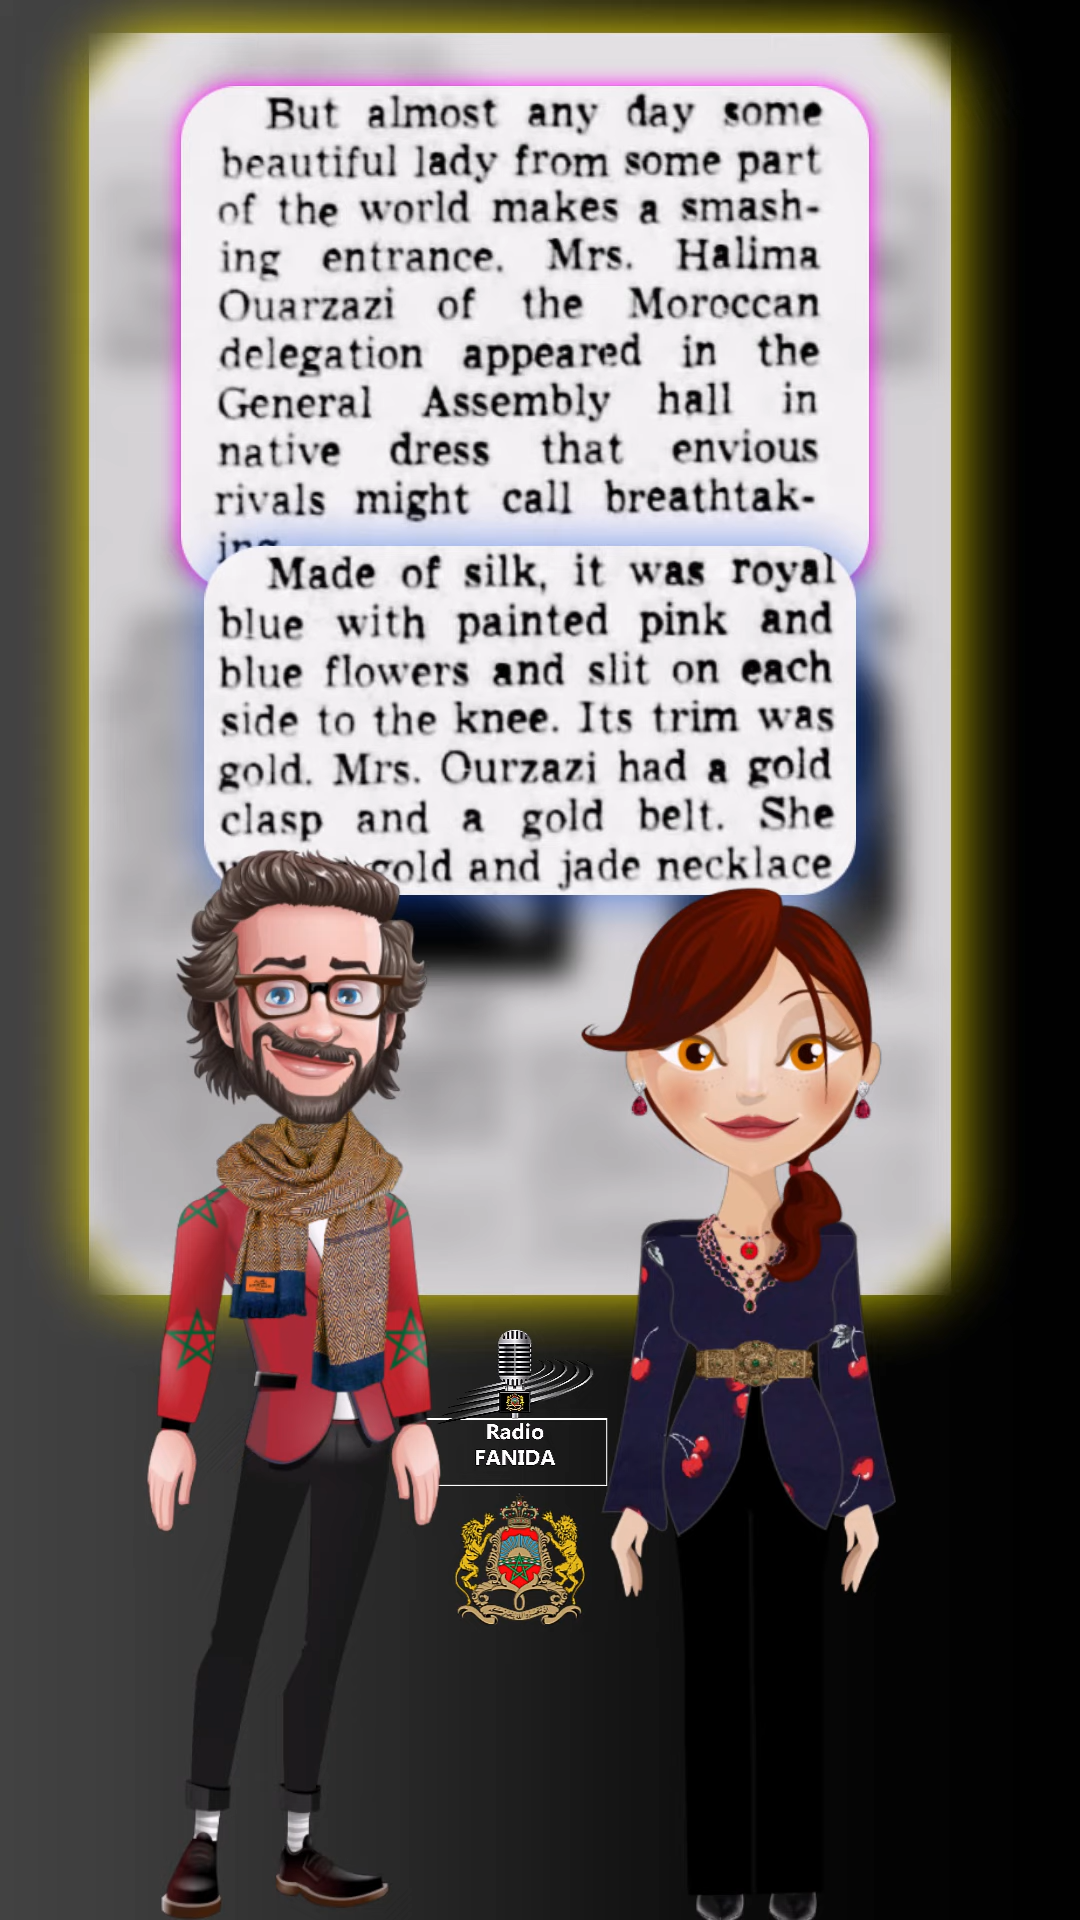 But almost any day some
beautiful lady from some part
of the world makes a smash-
ing entrance. Mrs. Halima
Ouarzazi of the Moroccan
delegation appeared in the
General Assembly hall in
native dress that envious
rivals might call breathtak-
ing
Made of silk, it was royal
blue with painted pink and
blue flowers and slit on each
side to the knee. Its trim was
gold. Mrs. Ourzazi had a gold
clasp and a gold belt. She
gold and jade necklace
Radio
FANIDA